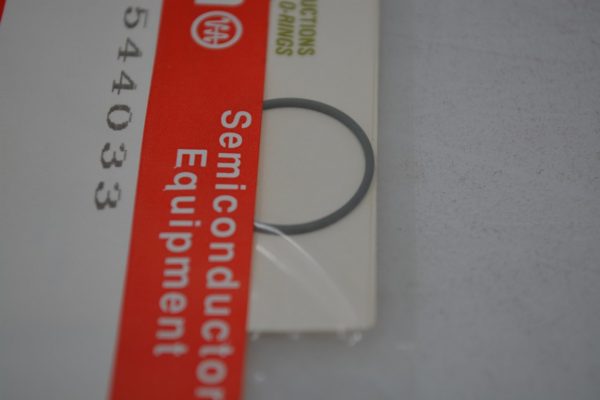 544033
Semiconductor
Equipment
UCTIONS
O-RINGS